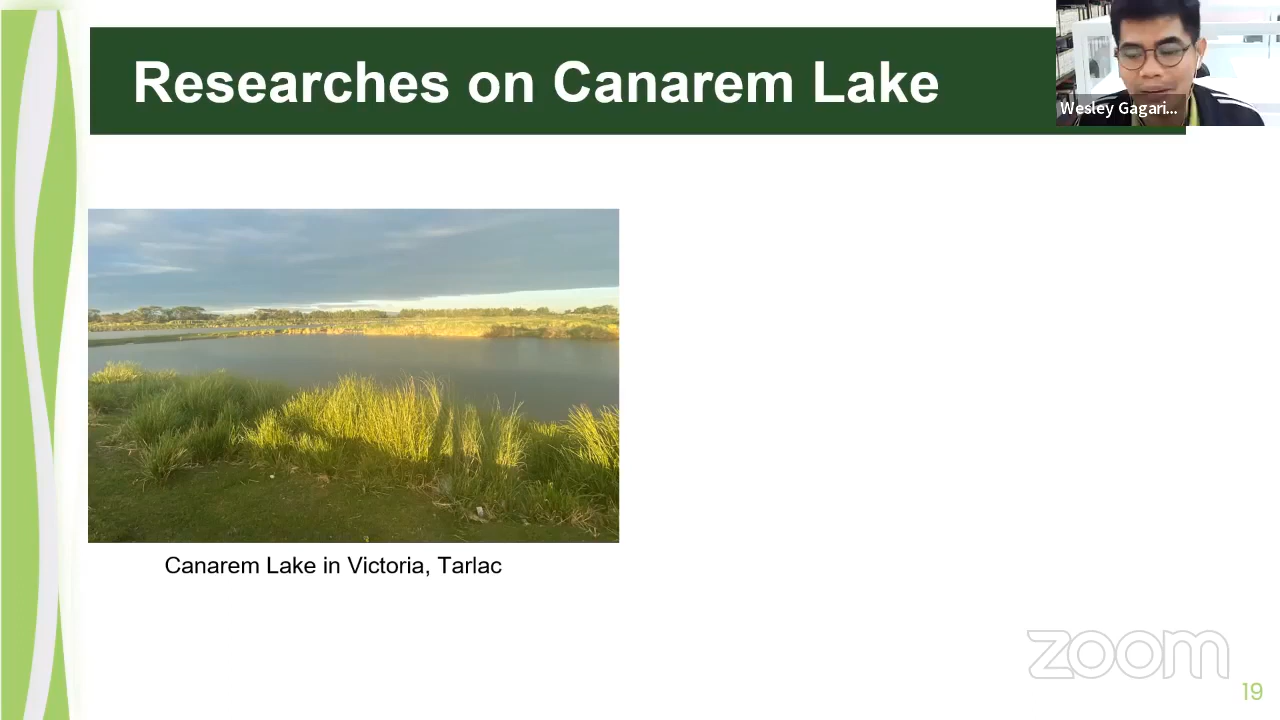 Researches on Canarem Lake
Wesley Gagari...
Canarem Lake in Victoria, Tarlac
zoom
19